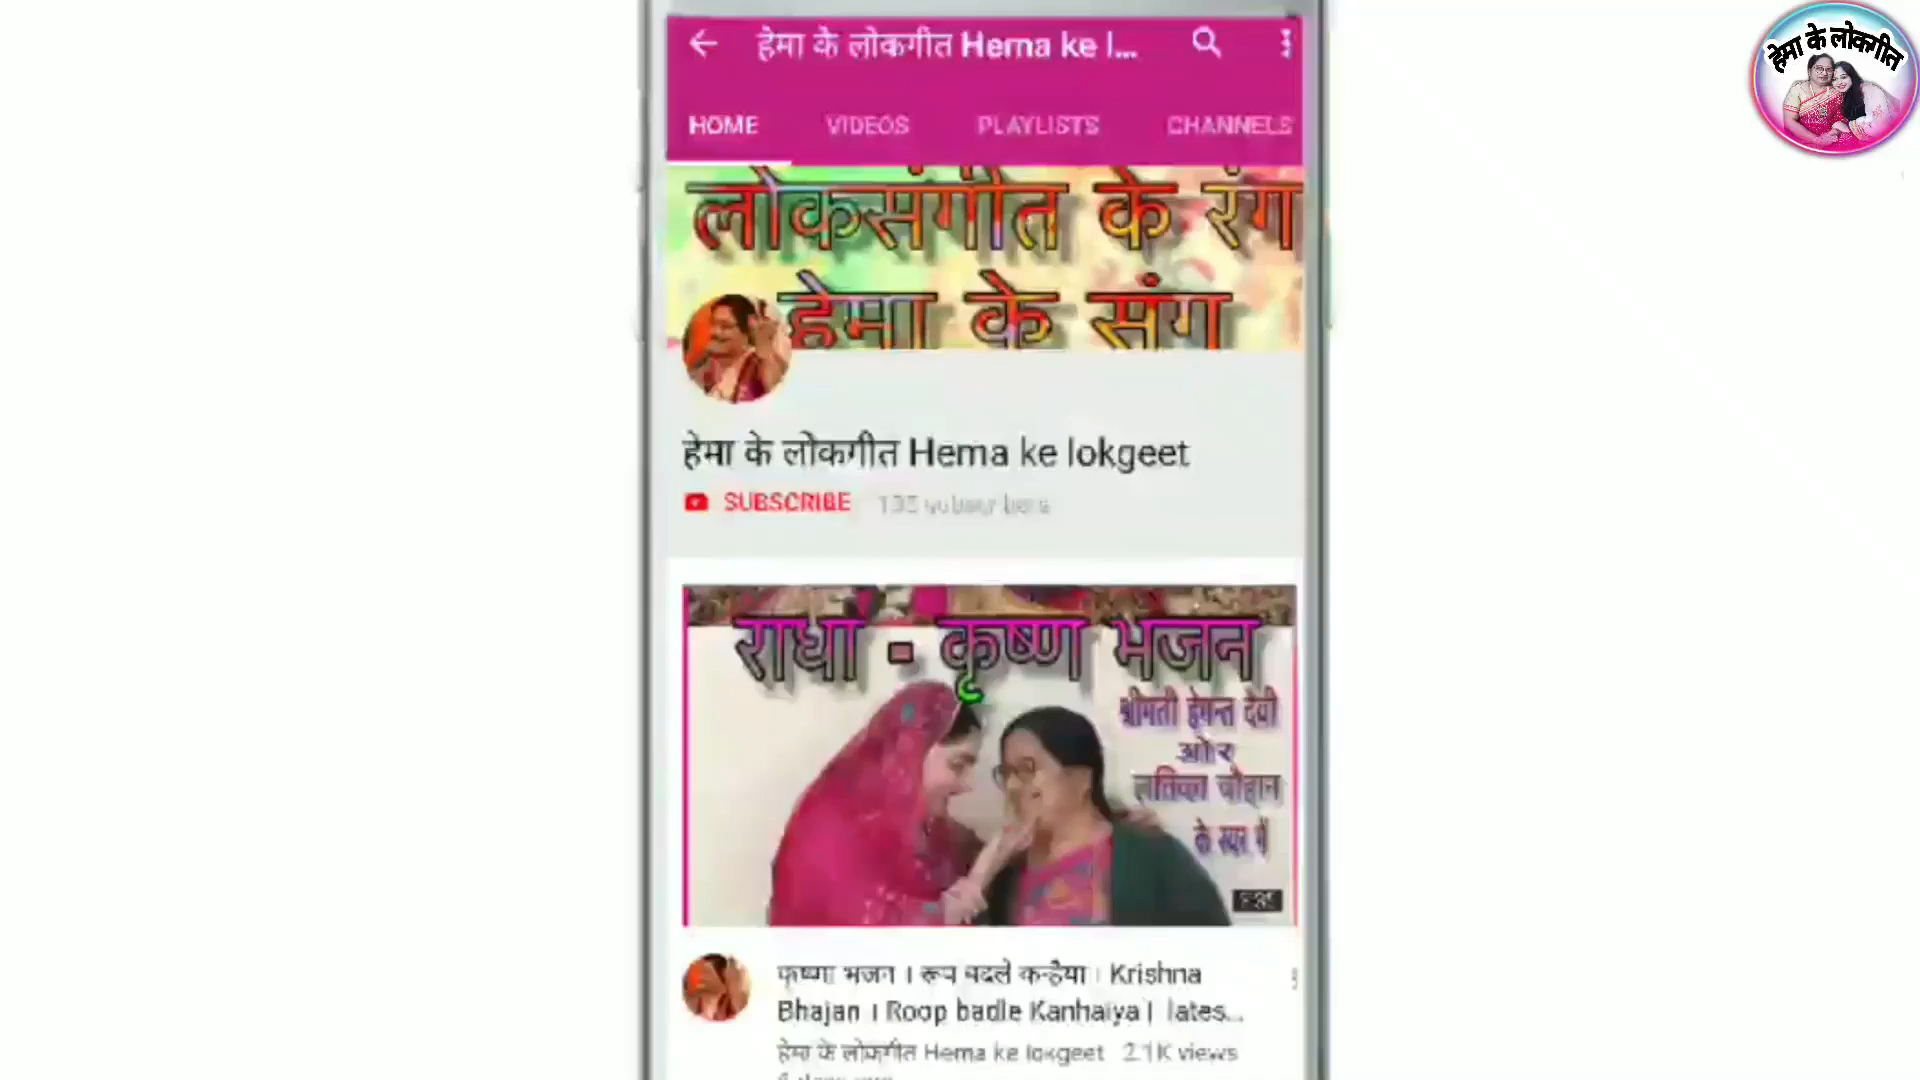 हेमा के लोकगीत
हेमा के लोकगीत Hema ke l...
HOME VIDEOS PLAYLISTS CHANNELS
लोकसंगीत के रंग
हेमा के संग
हेमा के लोकगीत Hema ke lokgeet
SUBSCRIBE
राधा - कृष्ण भजन
श्रीमती हेमन्त देवी
और
लतिका चौहान
के स्वर में
कृष्णा भजन । रूप बदले कन्हैया । Krishna
Bhajan । Roop badle Kanhaiya। lates...
हेमा के लोकगीत Hema ke lokgeet 2.1K views